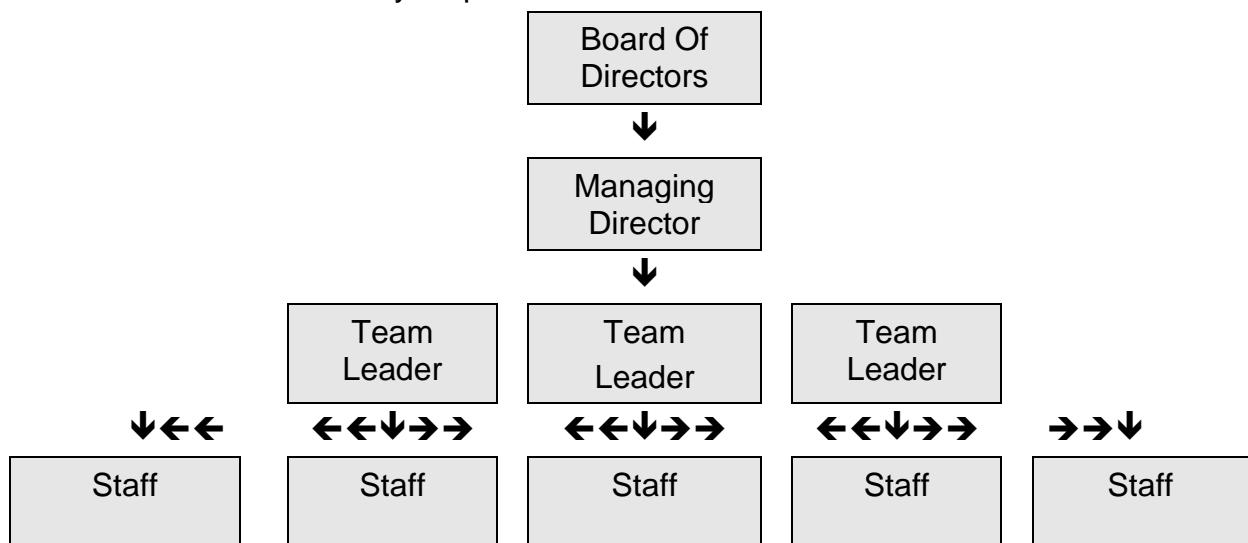 Board Of
Directors
🡫
Managing
Director
🡫
Team
Leader
Team
Leader
Team
Leader
🡫🡨🡨 🡨🡨🡫🡪🡪 🡨🡨🡫🡪🡪 🡨🡨🡫🡪🡪 🡪🡪🡫
Staff
Staff
Staff
Staff
Staff